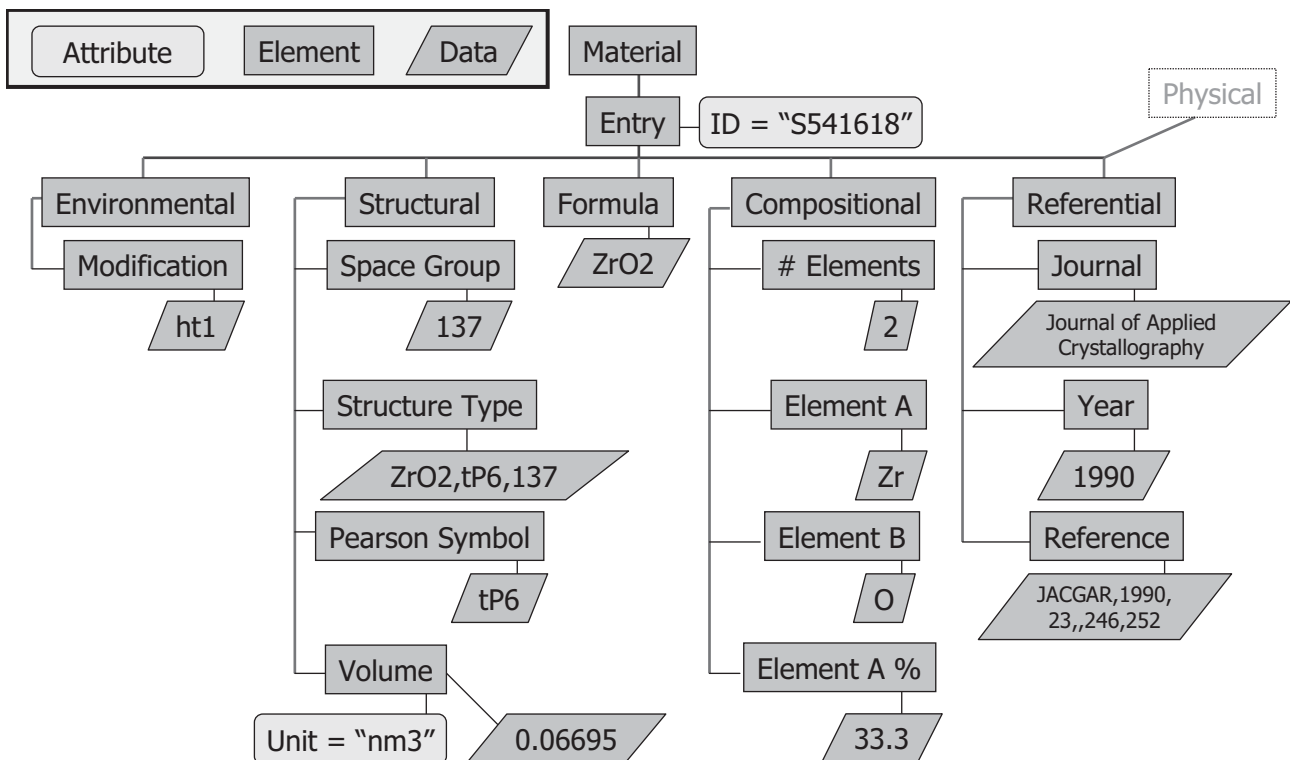 Attribute
Element
Data
Material
Physical
Entry
ID = “S541618”
Environmental
Structural
Formula
Compositional
Referential
Modification
Space Group
ZrO2
# Elements
Journal
ht1
137
2
Journal of Applied
Crystallography
Structure Type
Element A
Year
ZrO2,tP6,137
Zr
1990
Pearson Symbol
Element B
Reference
tP6
O
JACGAR,1990,
23,,246,252
Volume
Element A %
Unit = “nm3”
0.06695
33.3